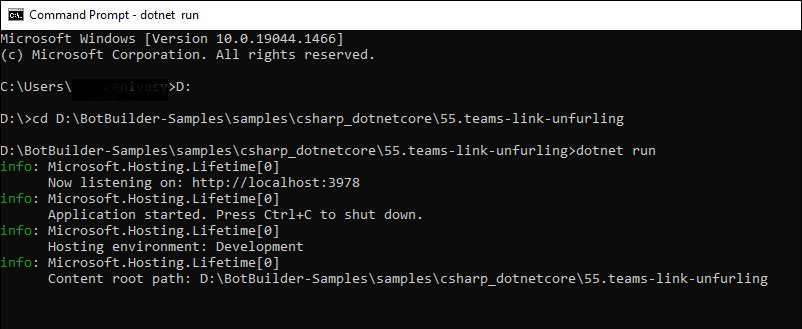 Command Prompt - dotnet run
Microsoft Windows [Version 10.0.19044.1466]
(c) Microsoft Corporation. All rights reserved.
C:\Users\ >D:
D:\>cd D:\BotBuilder-Samples\samples\csharp_dotnetcore\55.teams-link-unfurling
D:\BotBuilder-Samples\samples\csharp_dotnetcore\55.teams-link-unfurling>dotnet run
info: Microsoft.Hosting.Lifetime[0]
Now listening on: http://localhost:3978
info: Microsoft.Hosting.Lifetime[0]
Application started. Press Ctrl+C to shut down.
info: Microsoft.Hosting.Lifetime[0]
Hosting environment: Development
info: Microsoft.Hosting.Lifetime[0]
Content root path: D:\BotBuilder-Samples\samples\csharp_dotnetcore\55.teams-link-unfurling